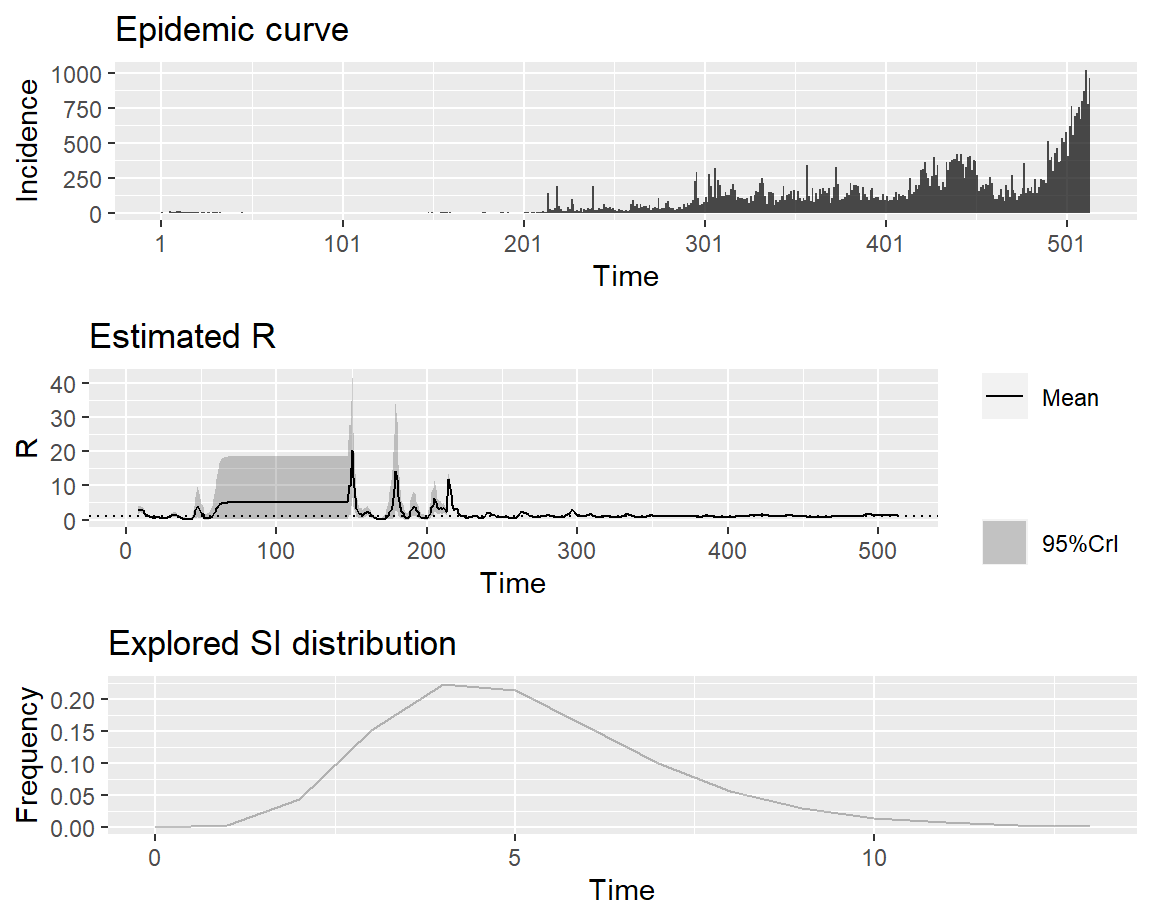 Epidemic curve
Incidence
1000
750
500
250
0
1 101 201 301 401 501
Time
Estimated R
R
40
30
20
10
0
0 100 200 300 400 500
Time
Mean
95%CrI
Explored SI distribution
Frequency
0.20
0.15
0.10
0.05
0.00
0 5 10
Time